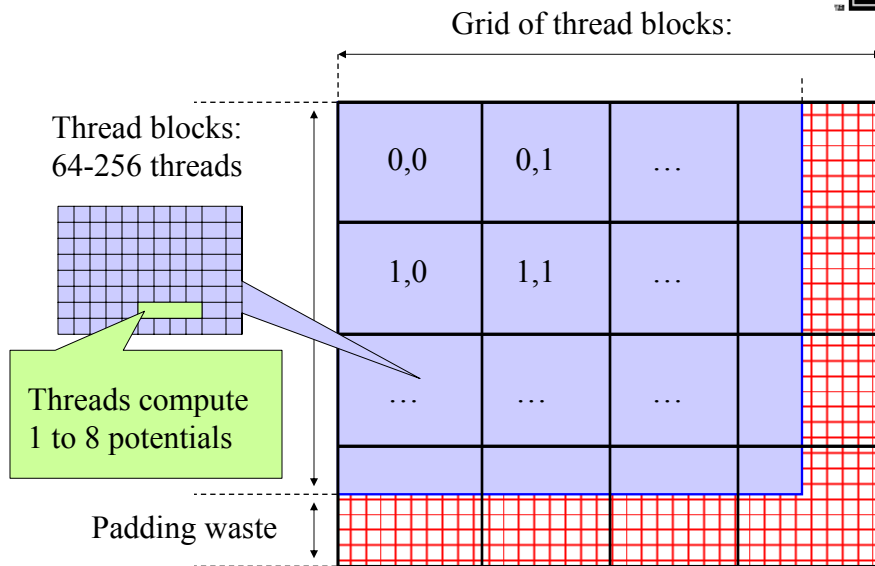 Grid of thread blocks:
Thread blocks:
64-256 threads
0,0 0,1 …
1,0 1,1 …
… … …
Threads compute
1 to 8 potentials
Padding waste